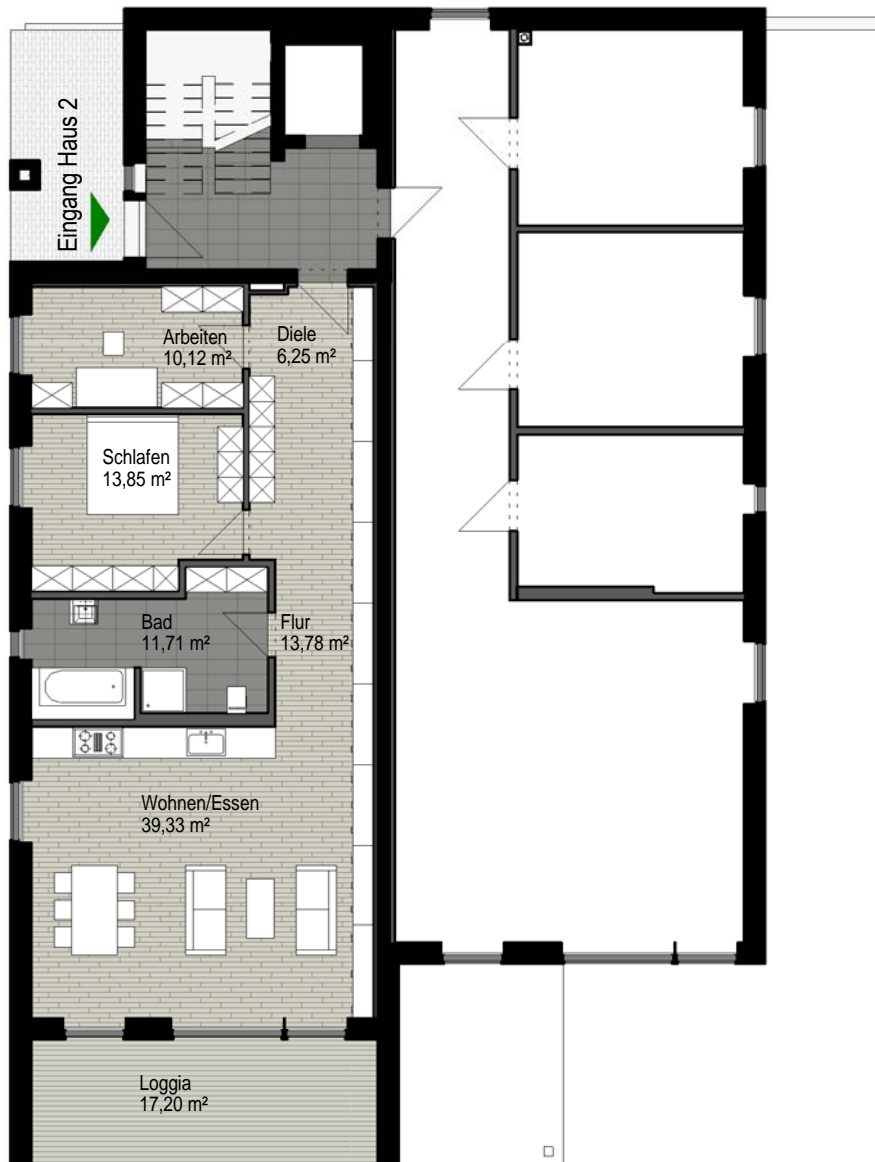 Eingang Haus 2
Arbeiten
10,12 m²
Diele
6,25 m²
Schlafen
13,85 m²
Bad
11,71 m²
Flur
13,78 m²
Wohnen/Essen
39,33 m²
Loggia
17,20 m²